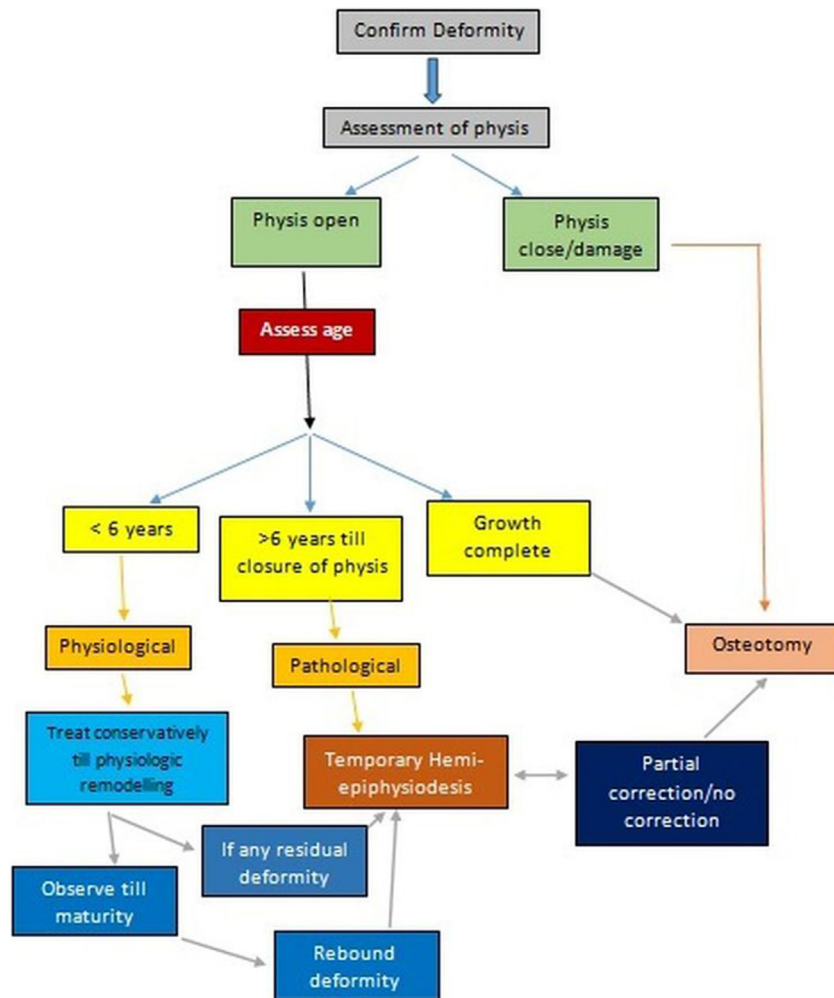 Confirm Deformity
Assessment of physis
Physis open
Physis
close/damage
Assess age
< 6 years
>6 years till
closure of physis
Growth
complete
Physiological
Pathological
Osteotomy
Treat conservatively
till physiologic
remodelling
Temporary Hemi-
epiphysiodesis
Partial
correction/no
correction
If any residual
deformity
Observe till
maturity
Rebound
deformity